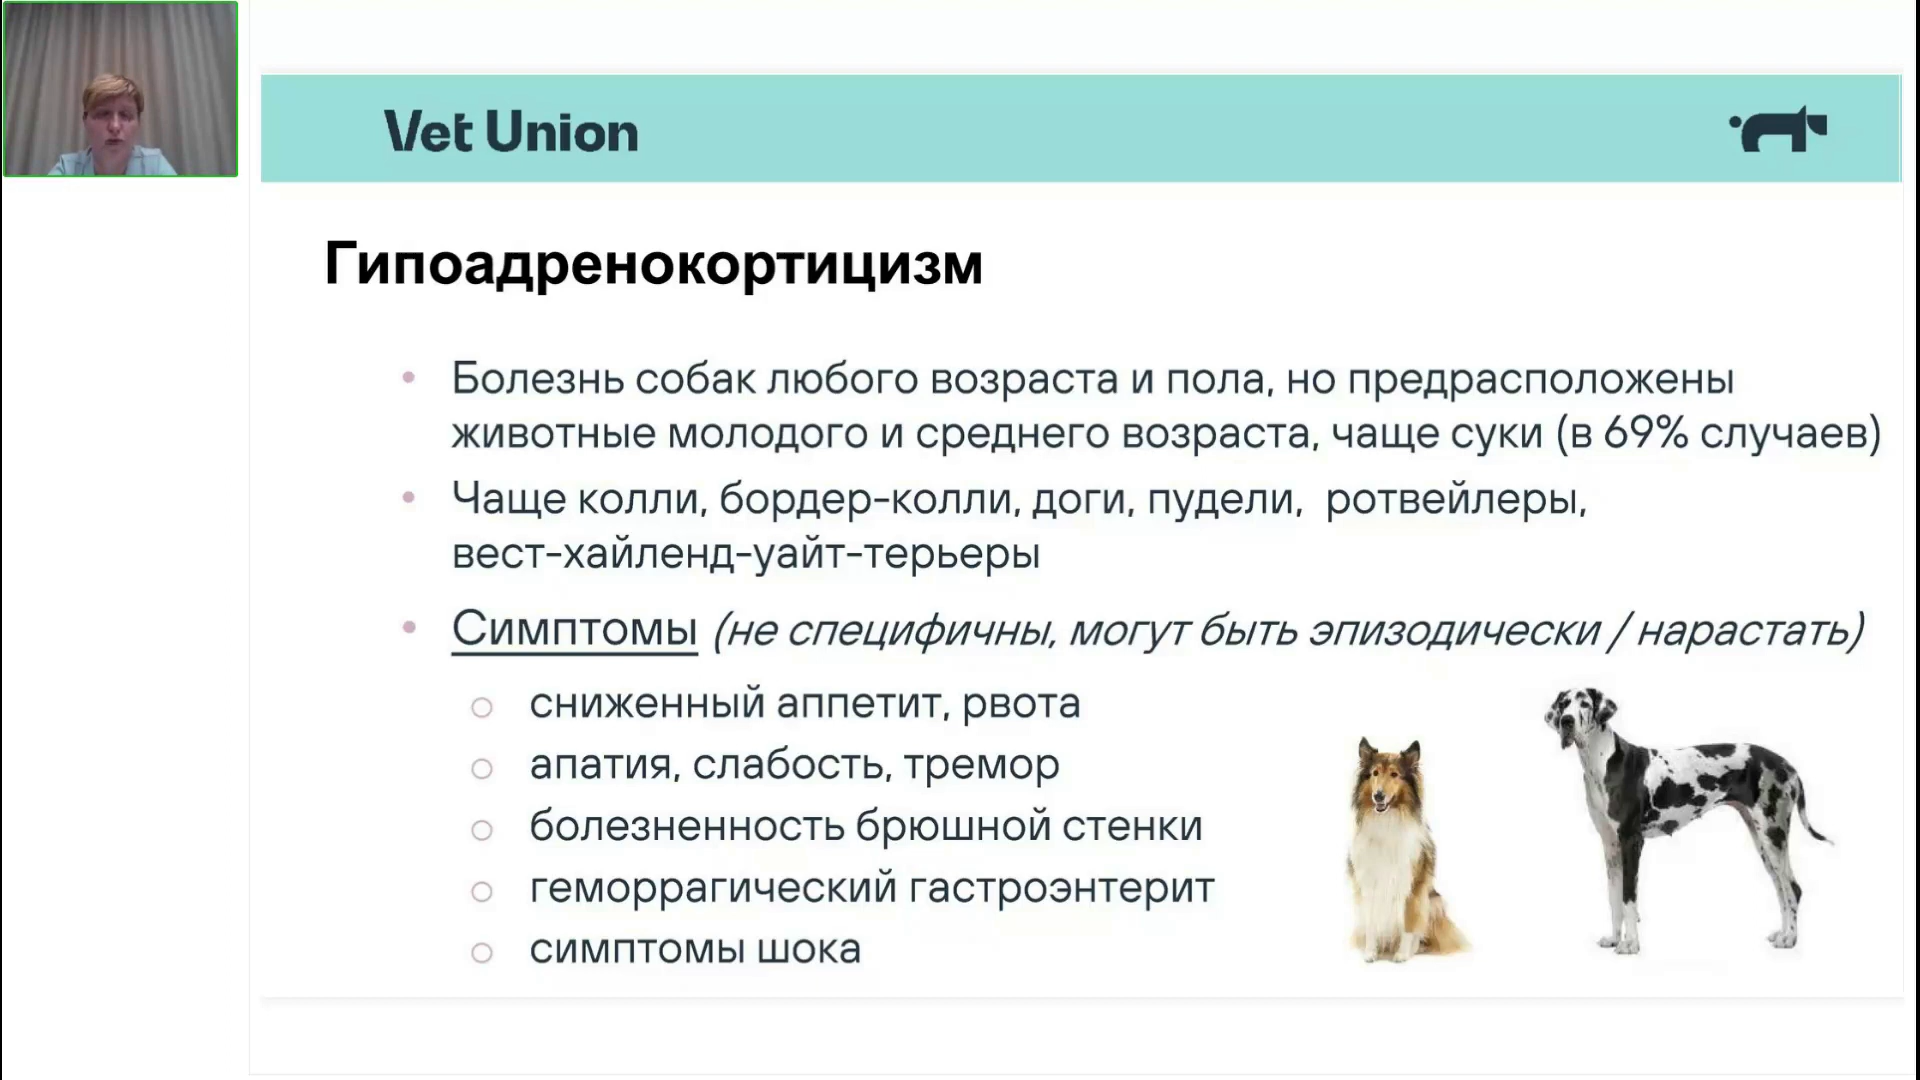 Vet Union
Гипоадренокортицизм
• Болезнь собак любого возраста и пола, но предрасположены
животные молодого и среднего возраста, чаще суки (в 69% случаев)
• Чаще колли, бордер-колли, доги, пудели, ротвейлеры,
вест-хайленд-уайт-терьеры
• Симптомы (не специфичны, могут быть эпизодически / нарастать)
○ сниженный аппетит, рвота
○ апатия, слабость, тремор
○ болезненность брюшной стенки
○ геморрагический гастроэнтерит
○ симптомы шока